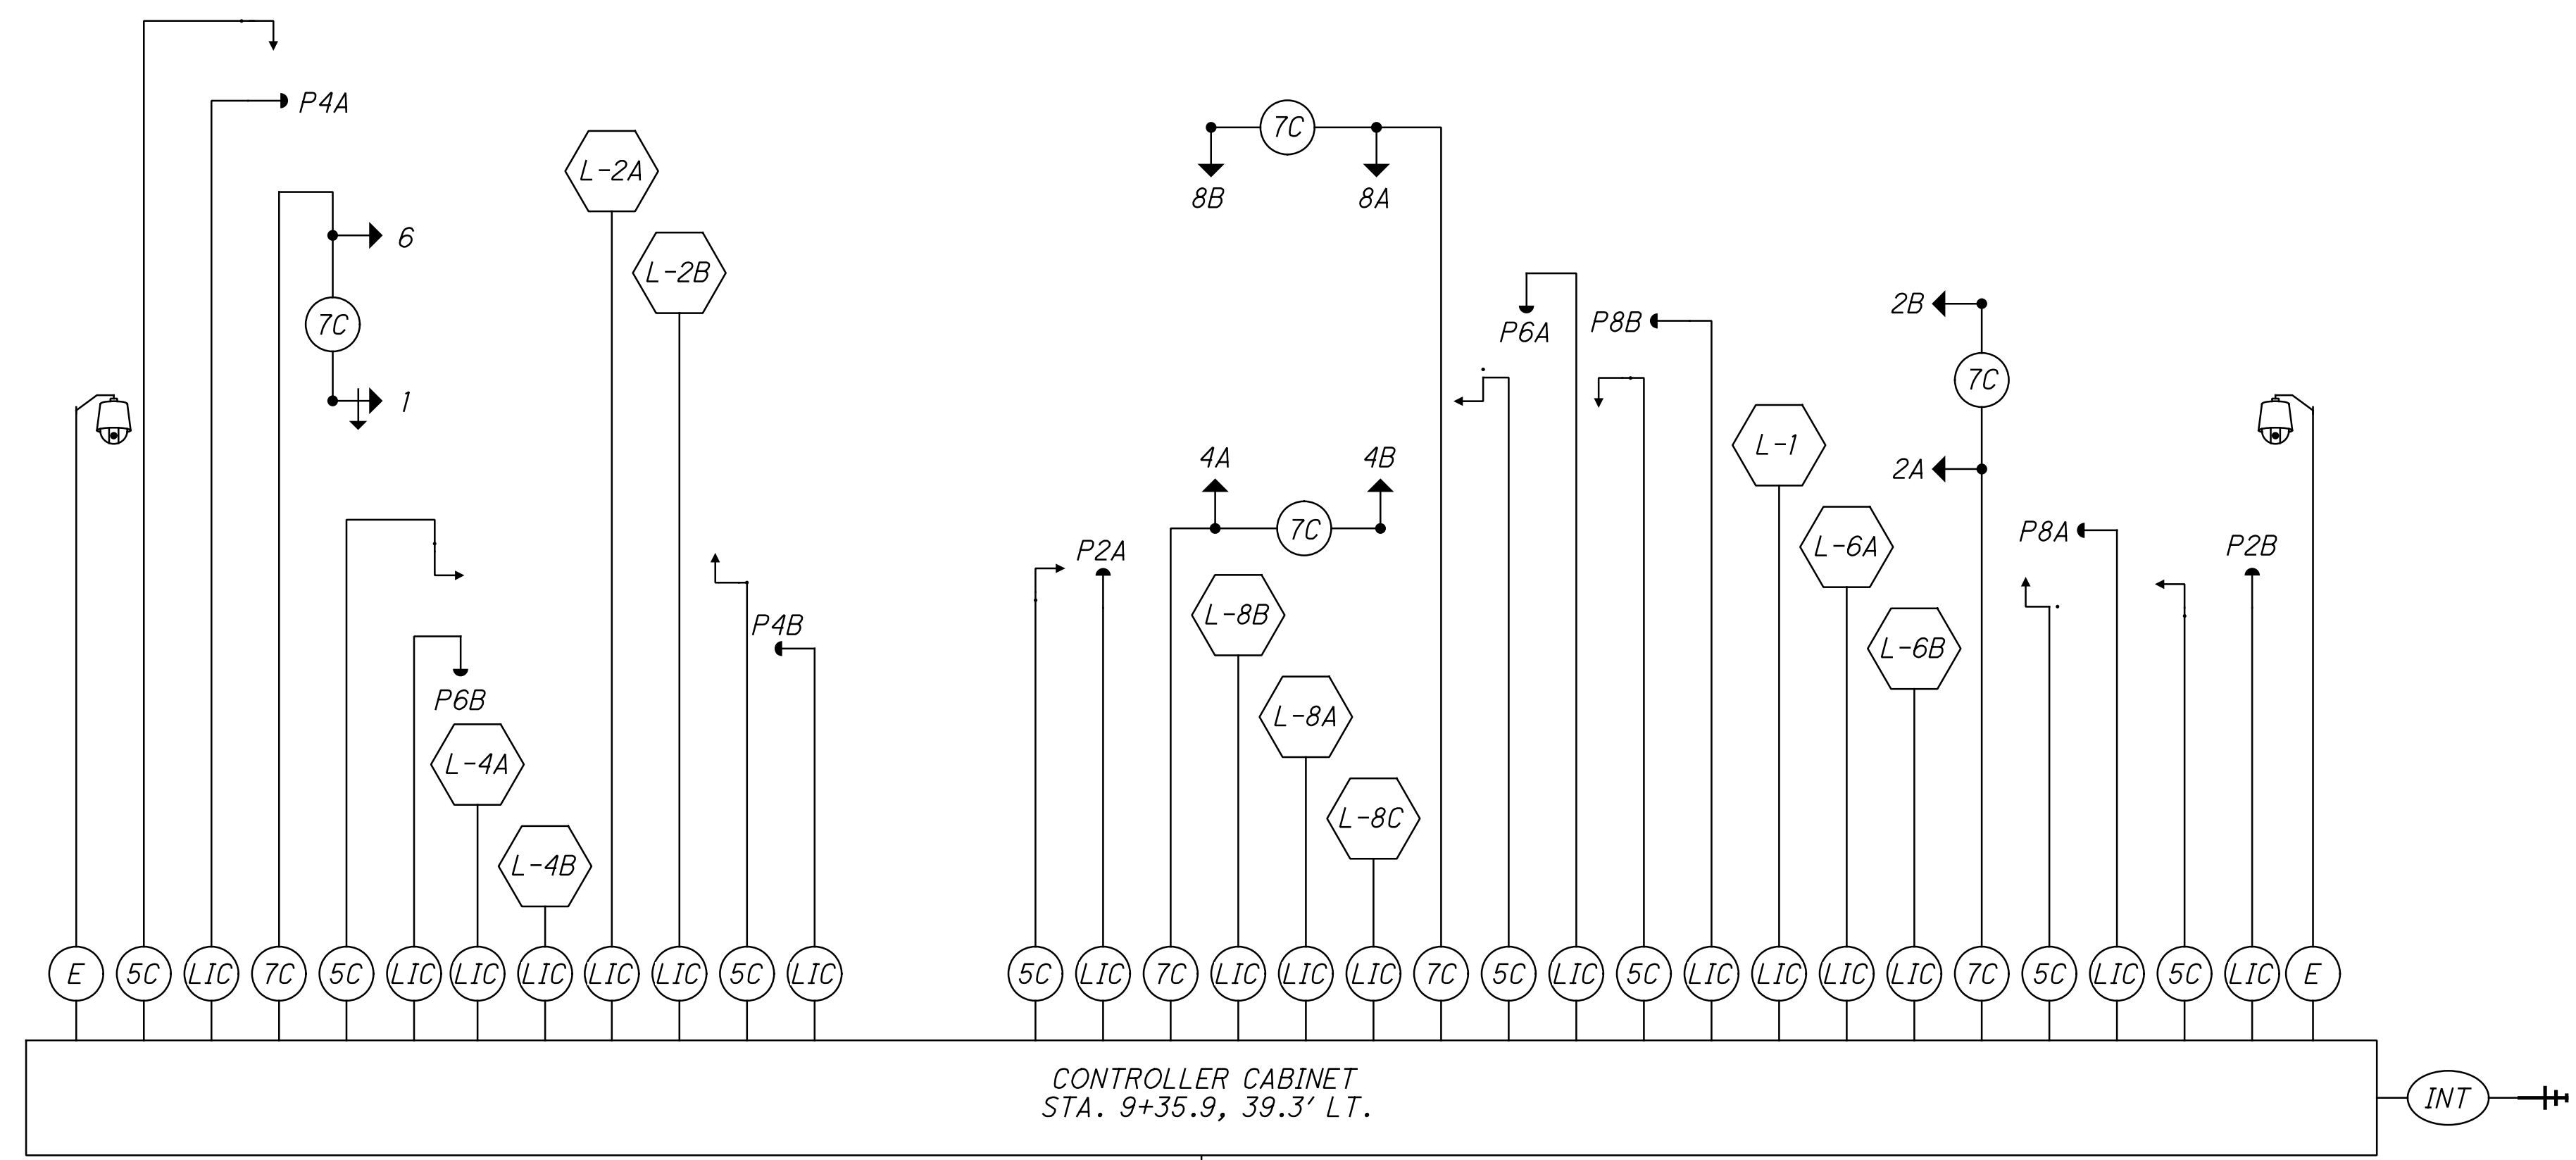 P4A
7C
8B
8A
L-2A
6
L-2B
7C
1
P6A
P8B
2B
7C
2A
L-1
4A
4B
7C
P2A
L-6A
P8A
P2B
L-8B
P4B
L-6B
P6B
L-8A
L-4A
L-8C
L-4B
E 5C LIC 7C 5C LIC LIC LIC LIC LIC 5C LIC 5C LIC 7C LIC LIC LIC 7C 5C LIC 5C LIC LIC LIC LIC 7C 5C LIC 5C LIC E
CONTROLLER CABINET
STA. 9+35.9, 39.3' LT.
INT